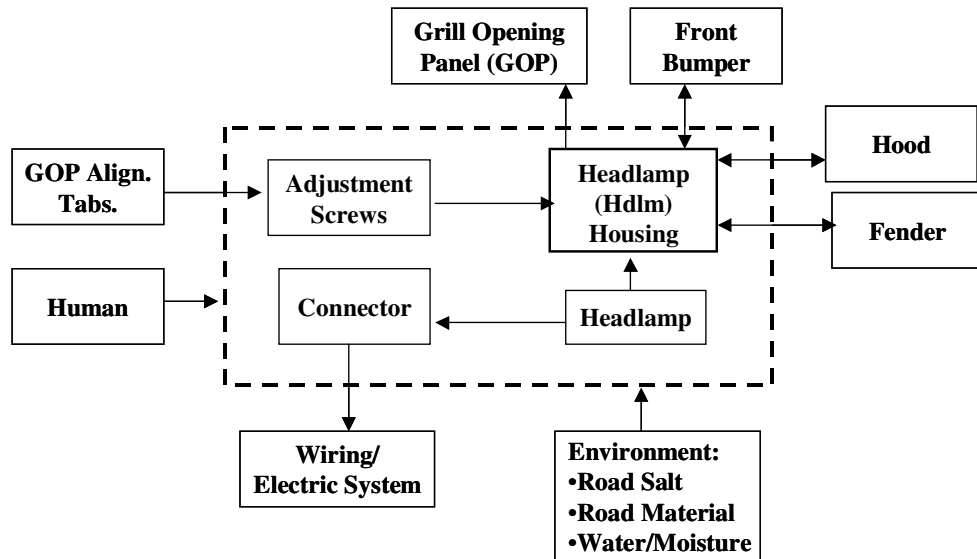 Grill Opening
Panel (GOP)
Front
Bumper
Hood
GOP Align.
Tabs.
Adjustment
Screws
Headlamp
(Hdlm)
Housing
Fender
Human
Connector
Headlamp
Wiring/
Electric System
Environment:
•Road Salt
•Road Material
•Water/Moisture